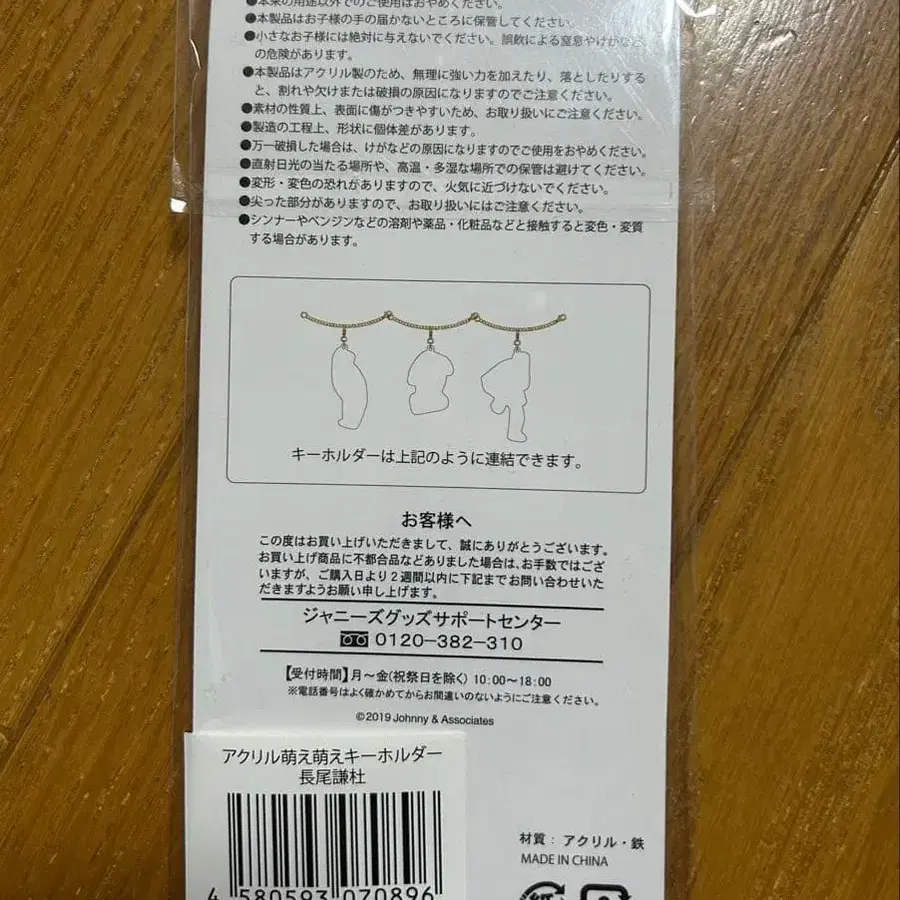 ●本来の用途以外でのご使用はおやめください。
●本製品はお子様の手の届かないところに保管してください。
●小さなお子様には絶対に与えないでください。誤飲による窒息やけがなど
の危険があります。
●本製品はアクリル製のため、無理に強い力を加えたり、落としたりする
と、割れや欠けまたは破損の原因になりますのでご注意ください。
●素材の性質上、表面に傷がつきやすいため、お取り扱いにご注意ください。
●製造の工程上、形状に個体差があります。
●万一破損した場合は、けがなどの原因になりますのでご使用をおやめください。
●直射日光の当たる場所や、高温・多湿な場所での保管は避けてください。
●変形・変色の恐れがありますので、火気に近づけないでください。
●尖った部分がありますので、お取り扱いにはご注意ください。
●シンナーやベンジンなどの溶剤や薬品・化粧品などと接触すると変色・変質
する場合があります。
キーホルダーは上記のように連結できます。
お客様へ
この度はお買い上げいただきまして、誠にありがとうございます。
お買い上げ商品に不都合品などありました場合は、お手数ではござ
いますが、ご購入日より2週間以内に下記までお問い合わせいた
だきますようお願い申し上げます。
ジャニーズグッズサポートセンター
0120-382-310
【受付時間】月〜金(祝祭日を除く) 10:00〜18:00
※電話番号はよく確かめてからお間違いのないようにご注意ください。
©2019 Johnny & Associates
アクリル萌え萌えキーホルダー
長尾謙杜
4 580593 070896
材質：アクリル・鉄
MADE IN CHINA
紙